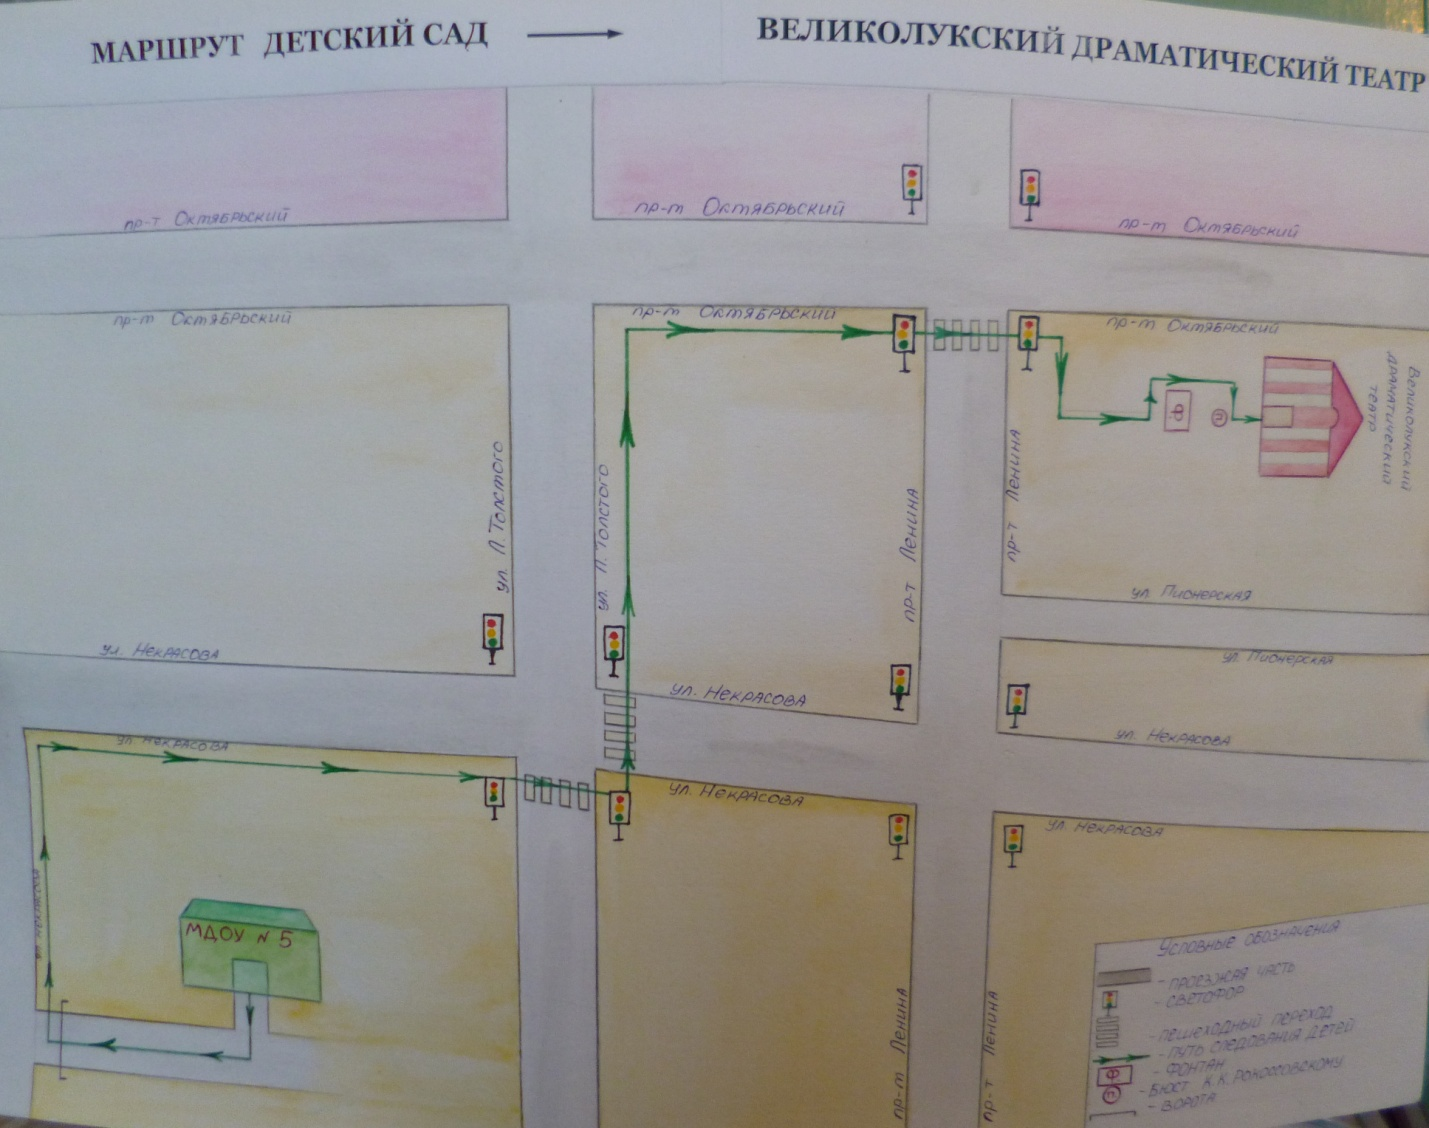 МАРШРУТ ДЕТСКИЙ САД
ВЕЛИКОЛУКСКИЙ ДРАМАТИЧЕСКИЙ ТЕАТР
пр-т Октябрьский
пр-т Октябрьский
пр-т Октябрьский
пр-т Октябрьский
пр-т Октябрьский
пр-т Октябрьский
Великолукский
драматический
театр
ф
п
ул. Л. Толстого
ул. Л. Толстого
пр-т Ленина
пр-т Ленина
ул. Пионерская
ул. Некрасова
ул. Некрасова
ул. Пионерская
ул. Некрасова
ул. Некрасова
ул. Некрасова
ул. Некрасова
МДОУ № 5
пр-т Ленина
пр-т Ленина
Условные обозначения
- проезжая часть
- светофор
- пешеходный переход
- путь следования детей
ф - фонтан
- бюст К.К. Рокоссовскому
- ворота